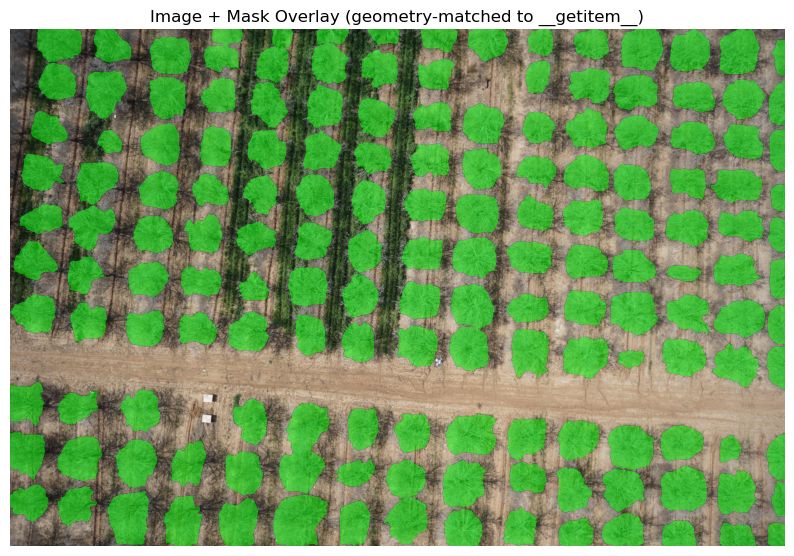 Image + Mask Overlay (geometry-matched to __getitem__)